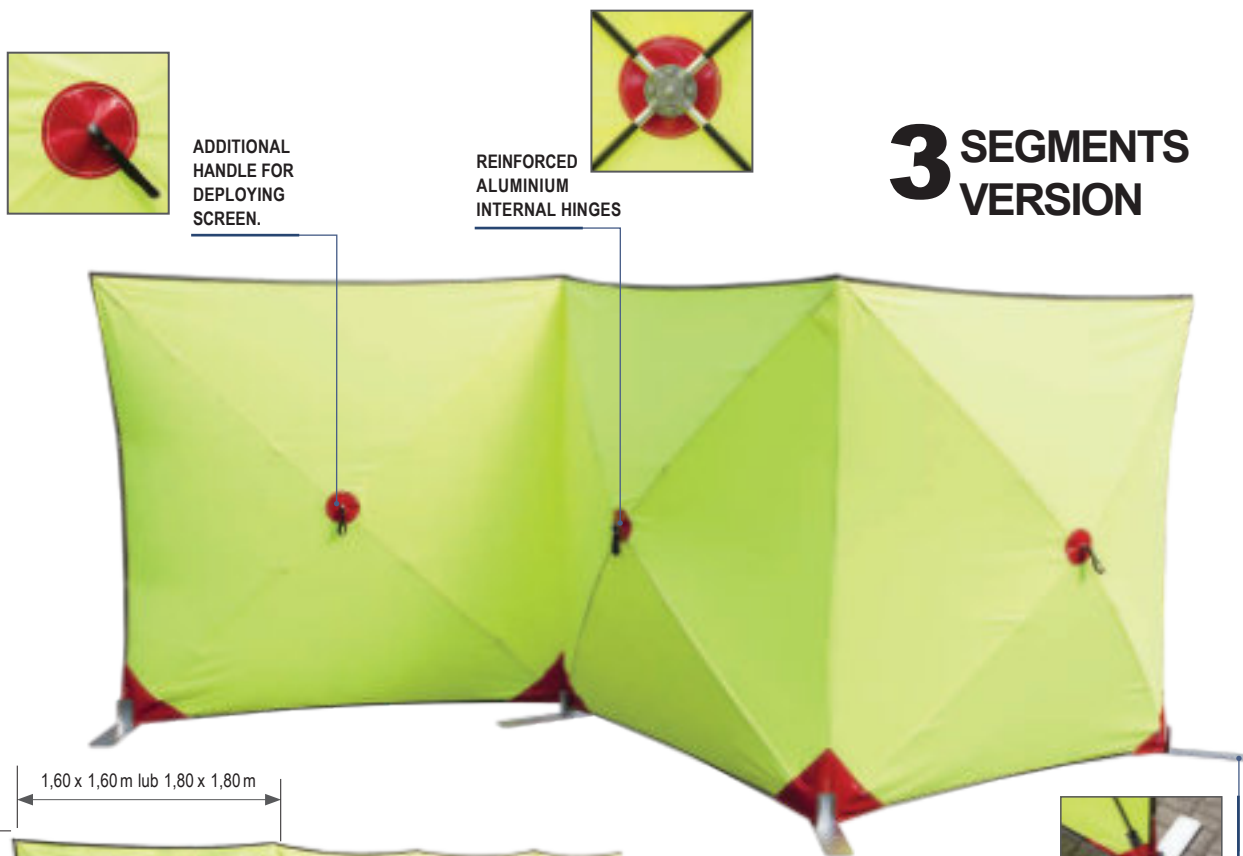 ADDITIONAL
HANDLE FOR
DEPLOYING
SCREEN.
REINFORCED
ALUMINIUM
INTERNAL HINGES
3 SEGMENTS
VERSION
1,60 x 1,60 m lub 1,80 x 1,80 m